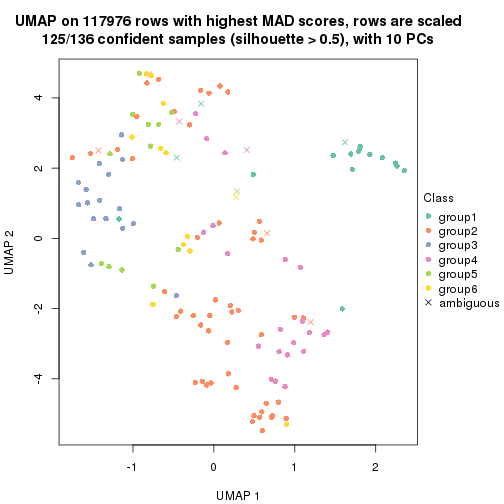 UMAP on 117976 rows with highest MAD scores, rows are scaled
125/136 confident samples (silhouette > 0.5), with 10 PCs
4
2
0
-2
-4
UMAP 2
-1
0
1
2
UMAP 1
Class
group1
group2
group3
group4
group5
group6
ambiguous